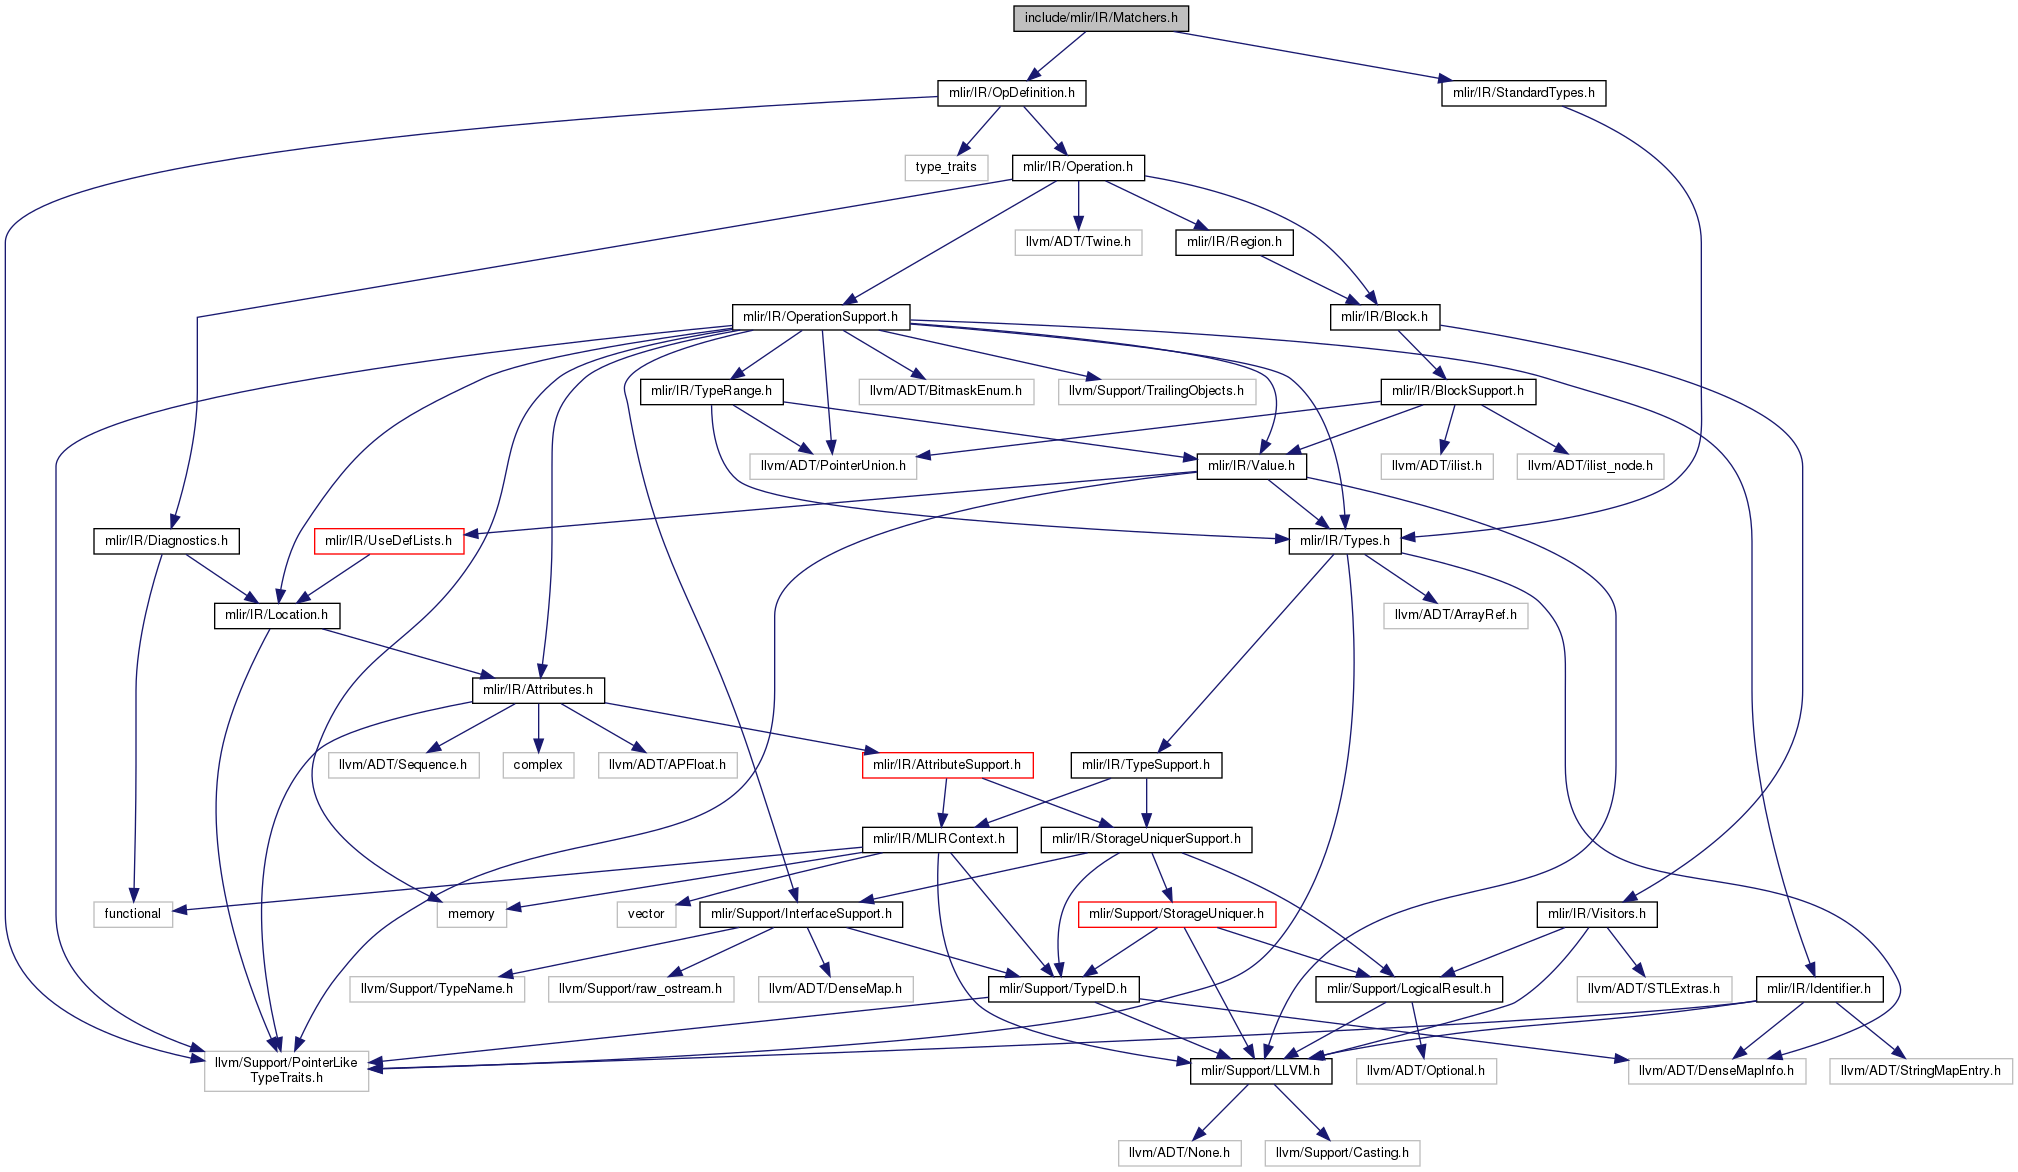 include/mlir/IR/Matchers.h
mlir/IR/OpDefinition.h
mlir/IR/StandardTypes.h
type_traits
mlir/IR/Operation.h
llvm/ADT/Twine.h
mlir/IR/Region.h
mlir/IR/OperationSupport.h
mlir/IR/Block.h
mlir/IR/TypeRange.h
llvm/ADT/BitmaskEnum.h
llvm/Support/TrailingObjects.h
mlir/IR/BlockSupport.h
llvm/ADT/PointerUnion.h
mlir/IR/Value.h
llvm/ADT/ilist.h
llvm/ADT/ilist_node.h
mlir/IR/Diagnostics.h
mlir/IR/UseDefLists.h
mlir/IR/Types.h
mlir/IR/Location.h
llvm/ADT/ArrayRef.h
mlir/IR/Attributes.h
llvm/ADT/Sequence.h
complex
llvm/ADT/APFloat.h
mlir/IR/AttributeSupport.h
mlir/IR/TypeSupport.h
mlir/IR/MLIRContext.h
mlir/IR/StorageUniquerSupport.h
functional
memory
vector
mlir/Support/InterfaceSupport.h
mlir/Support/StorageUniquer.h
mlir/IR/Visitors.h
llvm/Support/TypeName.h
llvm/Support/raw_ostream.h
llvm/ADT/DenseMap.h
mlir/Support/TypeID.h
mlir/Support/LogicalResult.h
llvm/ADT/STLExtras.h
mlir/IR/Identifier.h
llvm/Support/PointerLike
TypeTraits.h
mlir/Support/LLVM.h
llvm/ADT/Optional.h
llvm/ADT/DenseMapInfo.h
llvm/ADT/StringMapEntry.h
llvm/ADT/None.h
llvm/Support/Casting.h